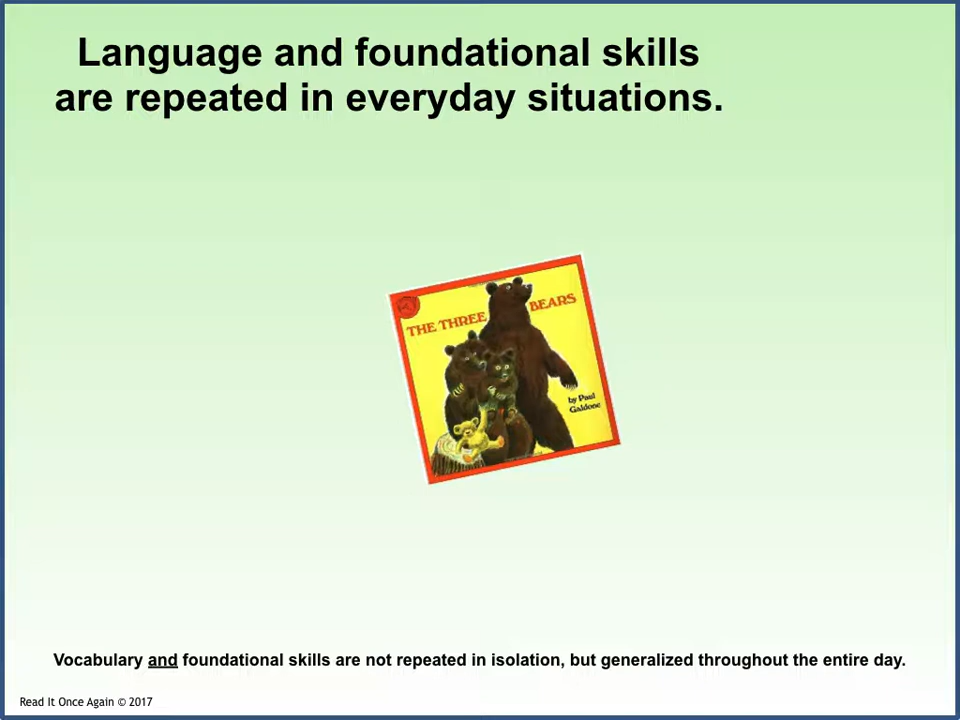 Language and foundational skills
are repeated in everyday situations.
THE THREE BEARS
by Paul
Galdone
Vocabulary and foundational skills are not repeated in isolation, but generalized throughout the entire day.
Read It Once Again © 2017